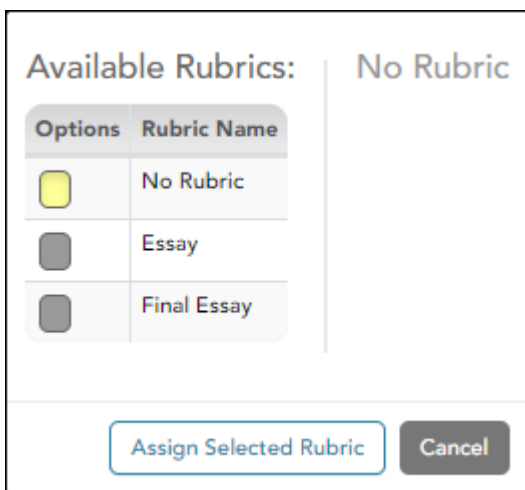 Available Rubrics:
No Rubric
Options Rubric Name
No Rubric
Essay
Final Essay
Assign Selected Rubric
Cancel